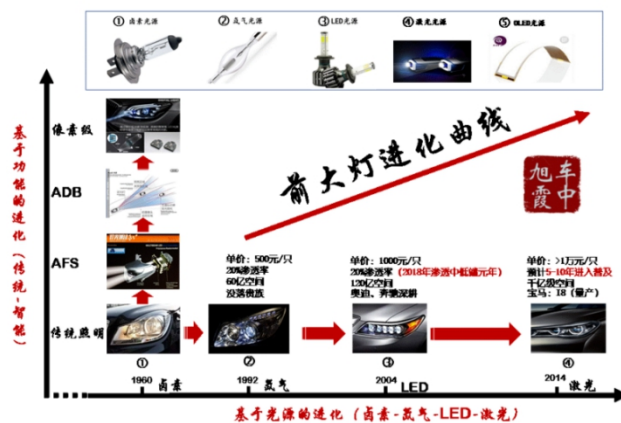 ① 卤素光源
② 氙气光源
③ LED光源
④ 激光光源
⑤ OLED光源
基于功能的进化（传统-智能）
像素级
ADB
AFS
传统照明
前大灯进化曲线
车中旭霞
单价：500元/只
20%渗透率
60亿空间
没落贵族
单价：1000元/只
20%渗透率（2018年渗透中低端元年）
120亿空间
奥迪、奔驰深耕
单价：>1万元/只
预计5-10年进入普及
千亿级空间
宝马：I8（量产）
①
②
③
④
1960 卤素
1992 氙气
2004 LED
2014 激光
基于光源的进化（卤素-氙气-LED-激光）